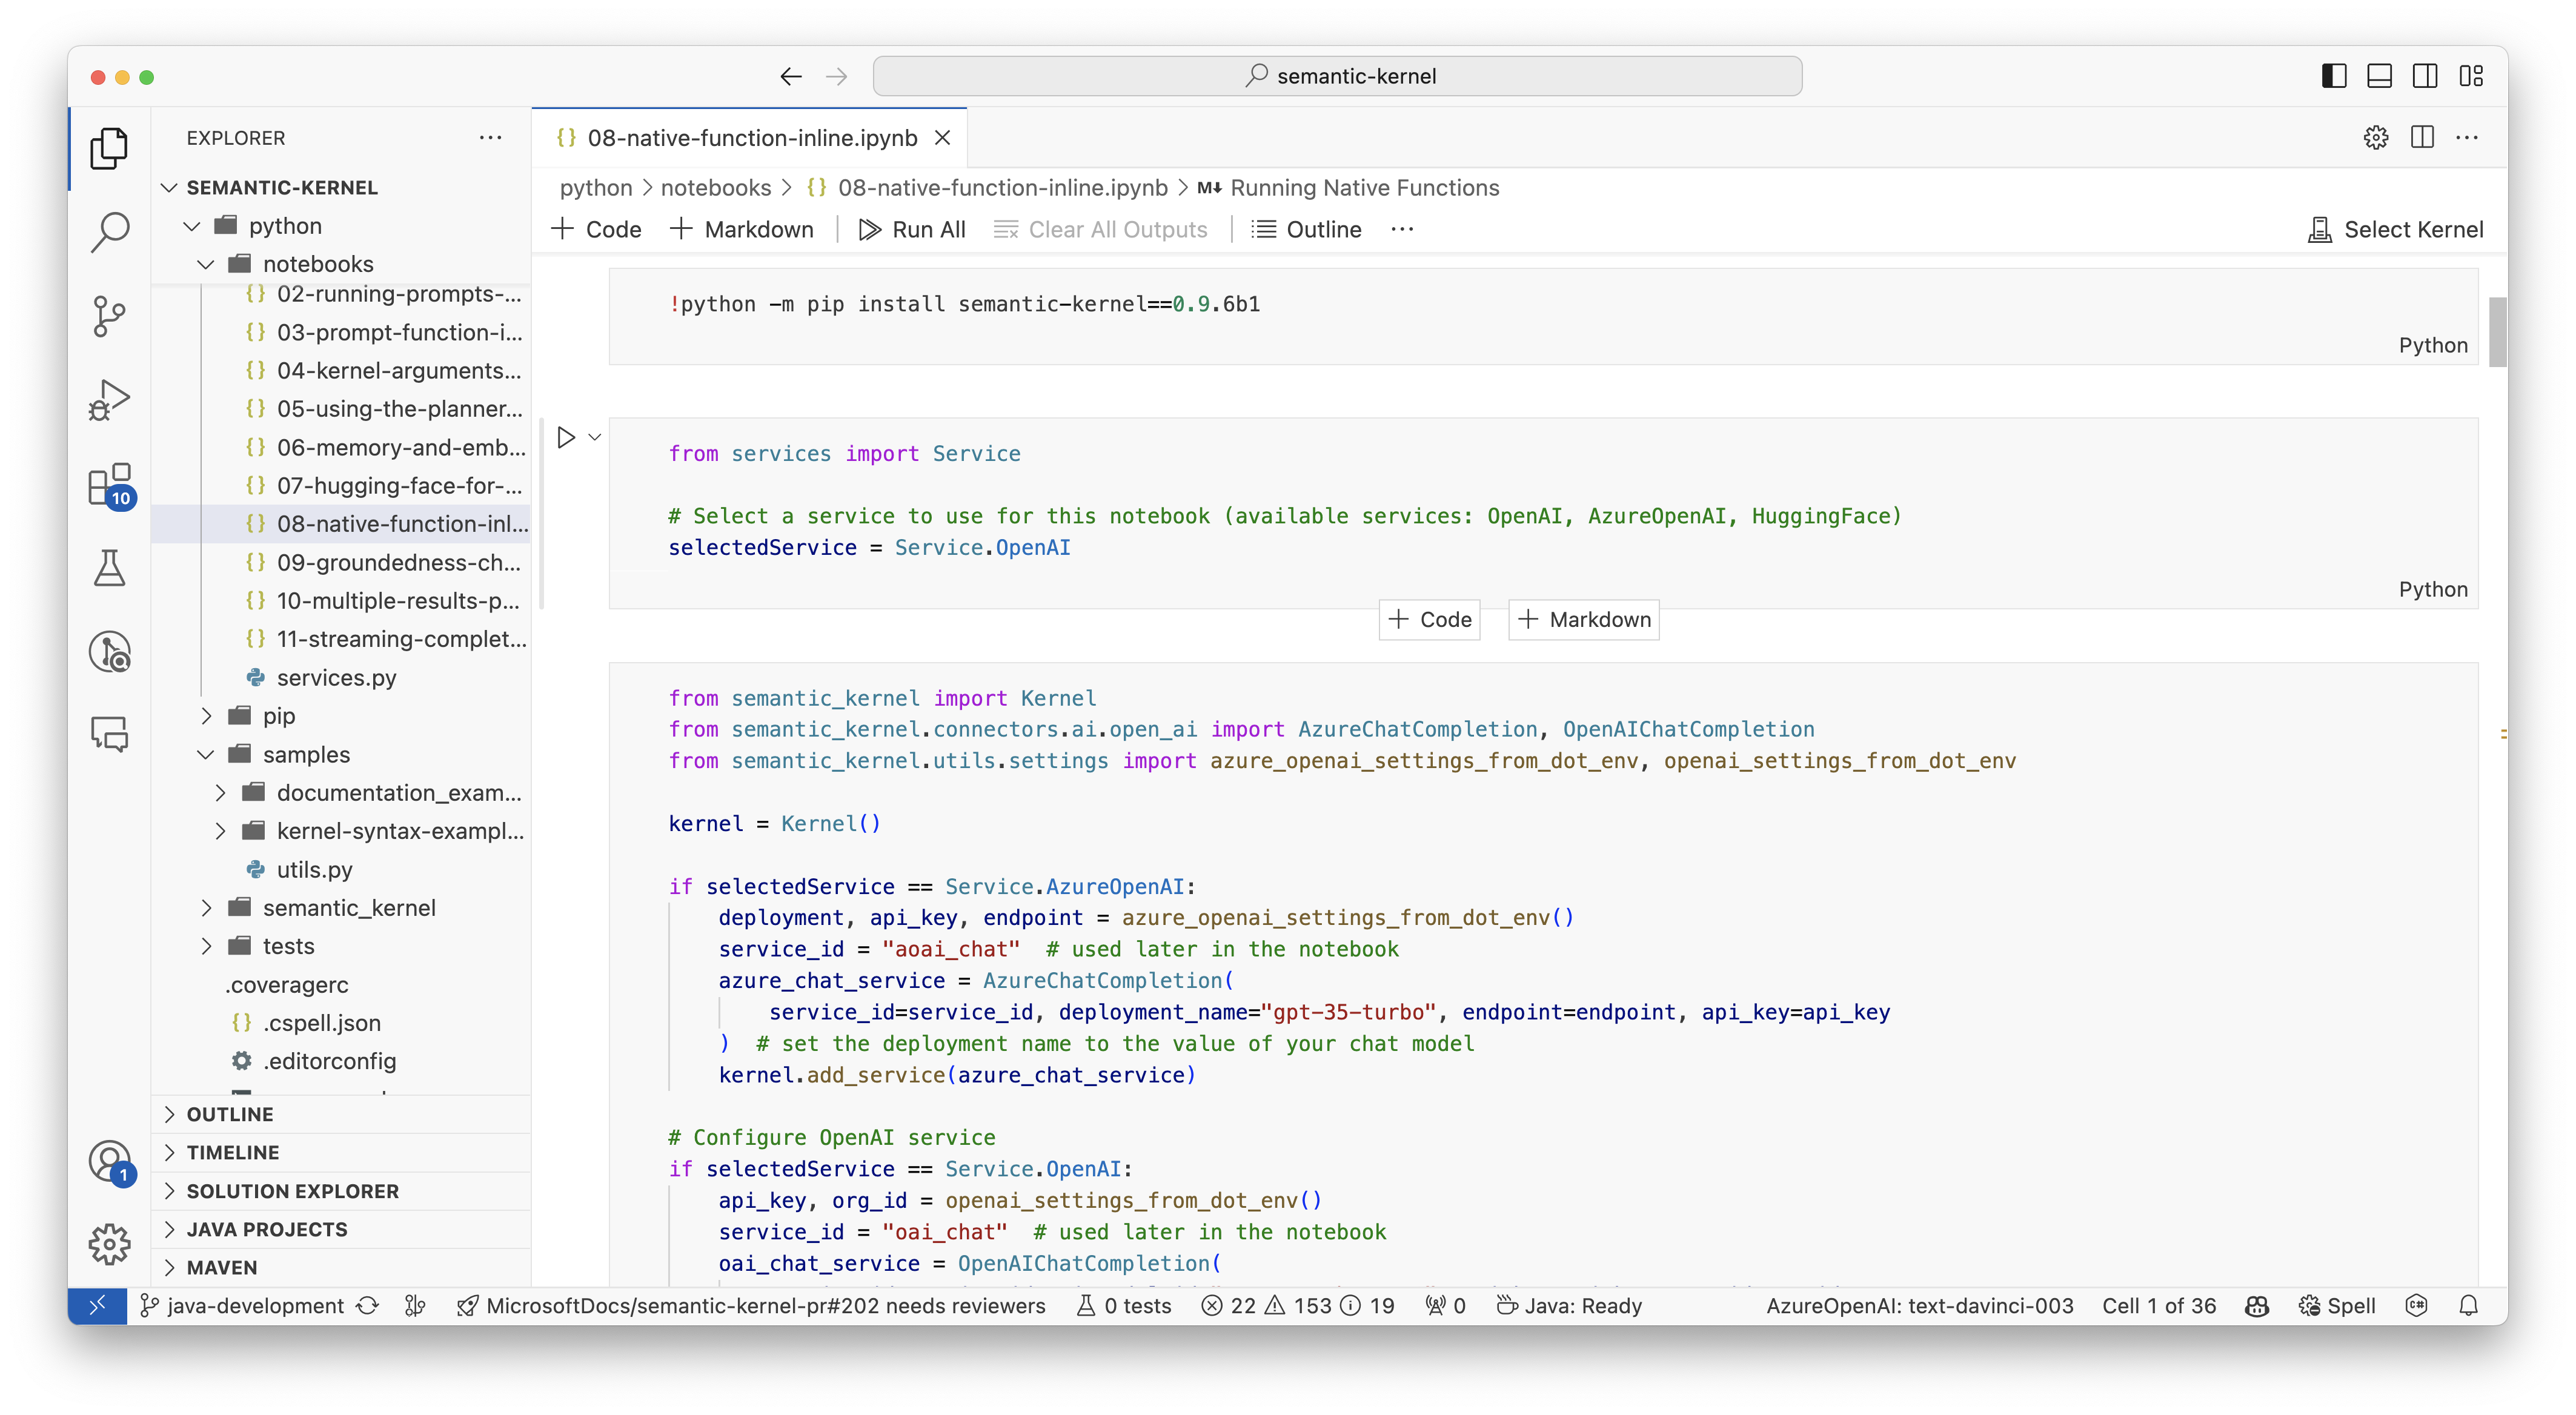 semantic-kernel
EXPLORER
SEMANTIC-KERNEL
python
notebooks
02-running-prompts-...
03-prompt-function-i...
04-kernel-arguments...
05-using-the-planner...
06-memory-and-emb...
07-hugging-face-for-...
08-native-function-inl...
09-groundedness-ch...
10-multiple-results-p...
11-streaming-complet...
services.py
pip
samples
documentation_exam...
kernel-syntax-exampl...
utils.py
semantic_kernel
tests
.coveragerc
.cspell.json
.editorconfig
OUTLINE
TIMELINE
SOLUTION EXPLORER
JAVA PROJECTS
MAVEN
10
1
08-native-function-inline.ipynb
python > notebooks > {} 08-native-function-inline.ipynb > M↓ Running Native Functions
+ Code + Markdown Run All Clear All Outputs Outline ... Select Kernel
!python -m pip install semantic-kernel==0.9.6b1
Python
from services import Service
# Select a service to use for this notebook (available services: OpenAI, AzureOpenAI, HuggingFace)
selectedService = Service.OpenAI
Python
+ Code + Markdown
from semantic_kernel import Kernel
from semantic_kernel.connectors.ai.open_ai import AzureChatCompletion, OpenAIChatCompletion
from semantic_kernel.utils.settings import azure_openai_settings_from_dot_env, openai_settings_from_dot_env
kernel = Kernel()
if selectedService == Service.AzureOpenAI:
deployment, api_key, endpoint = azure_openai_settings_from_dot_env()
service_id = "aoai_chat"  # used later in the notebook
azure_chat_service = AzureChatCompletion(
service_id=service_id, deployment_name="gpt-35-turbo", endpoint=endpoint, api_key=api_key
)  # set the deployment name to the value of your chat model
kernel.add_service(azure_chat_service)
# Configure OpenAI service
if selectedService == Service.OpenAI:
api_key, org_id = openai_settings_from_dot_env()
service_id = "oai_chat"  # used later in the notebook
oai_chat_service = OpenAIChatCompletion(
java-development MicrosoftDocs/semantic-kernel-pr#202 needs reviewers 0 tests 22 153 19 0 Java: Ready AzureOpenAI: text-davinci-003 Cell 1 of 36 Spell